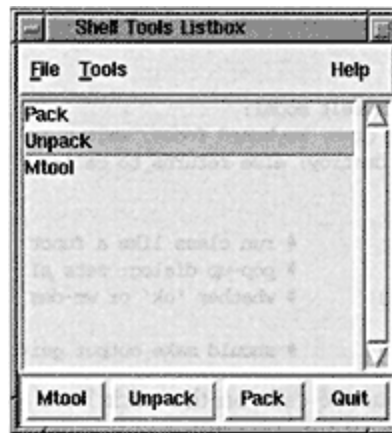 Shell Tools Listbox
File Tools Help
Pack
Unpack
Mtool
Mtool Unpack Pack Quit